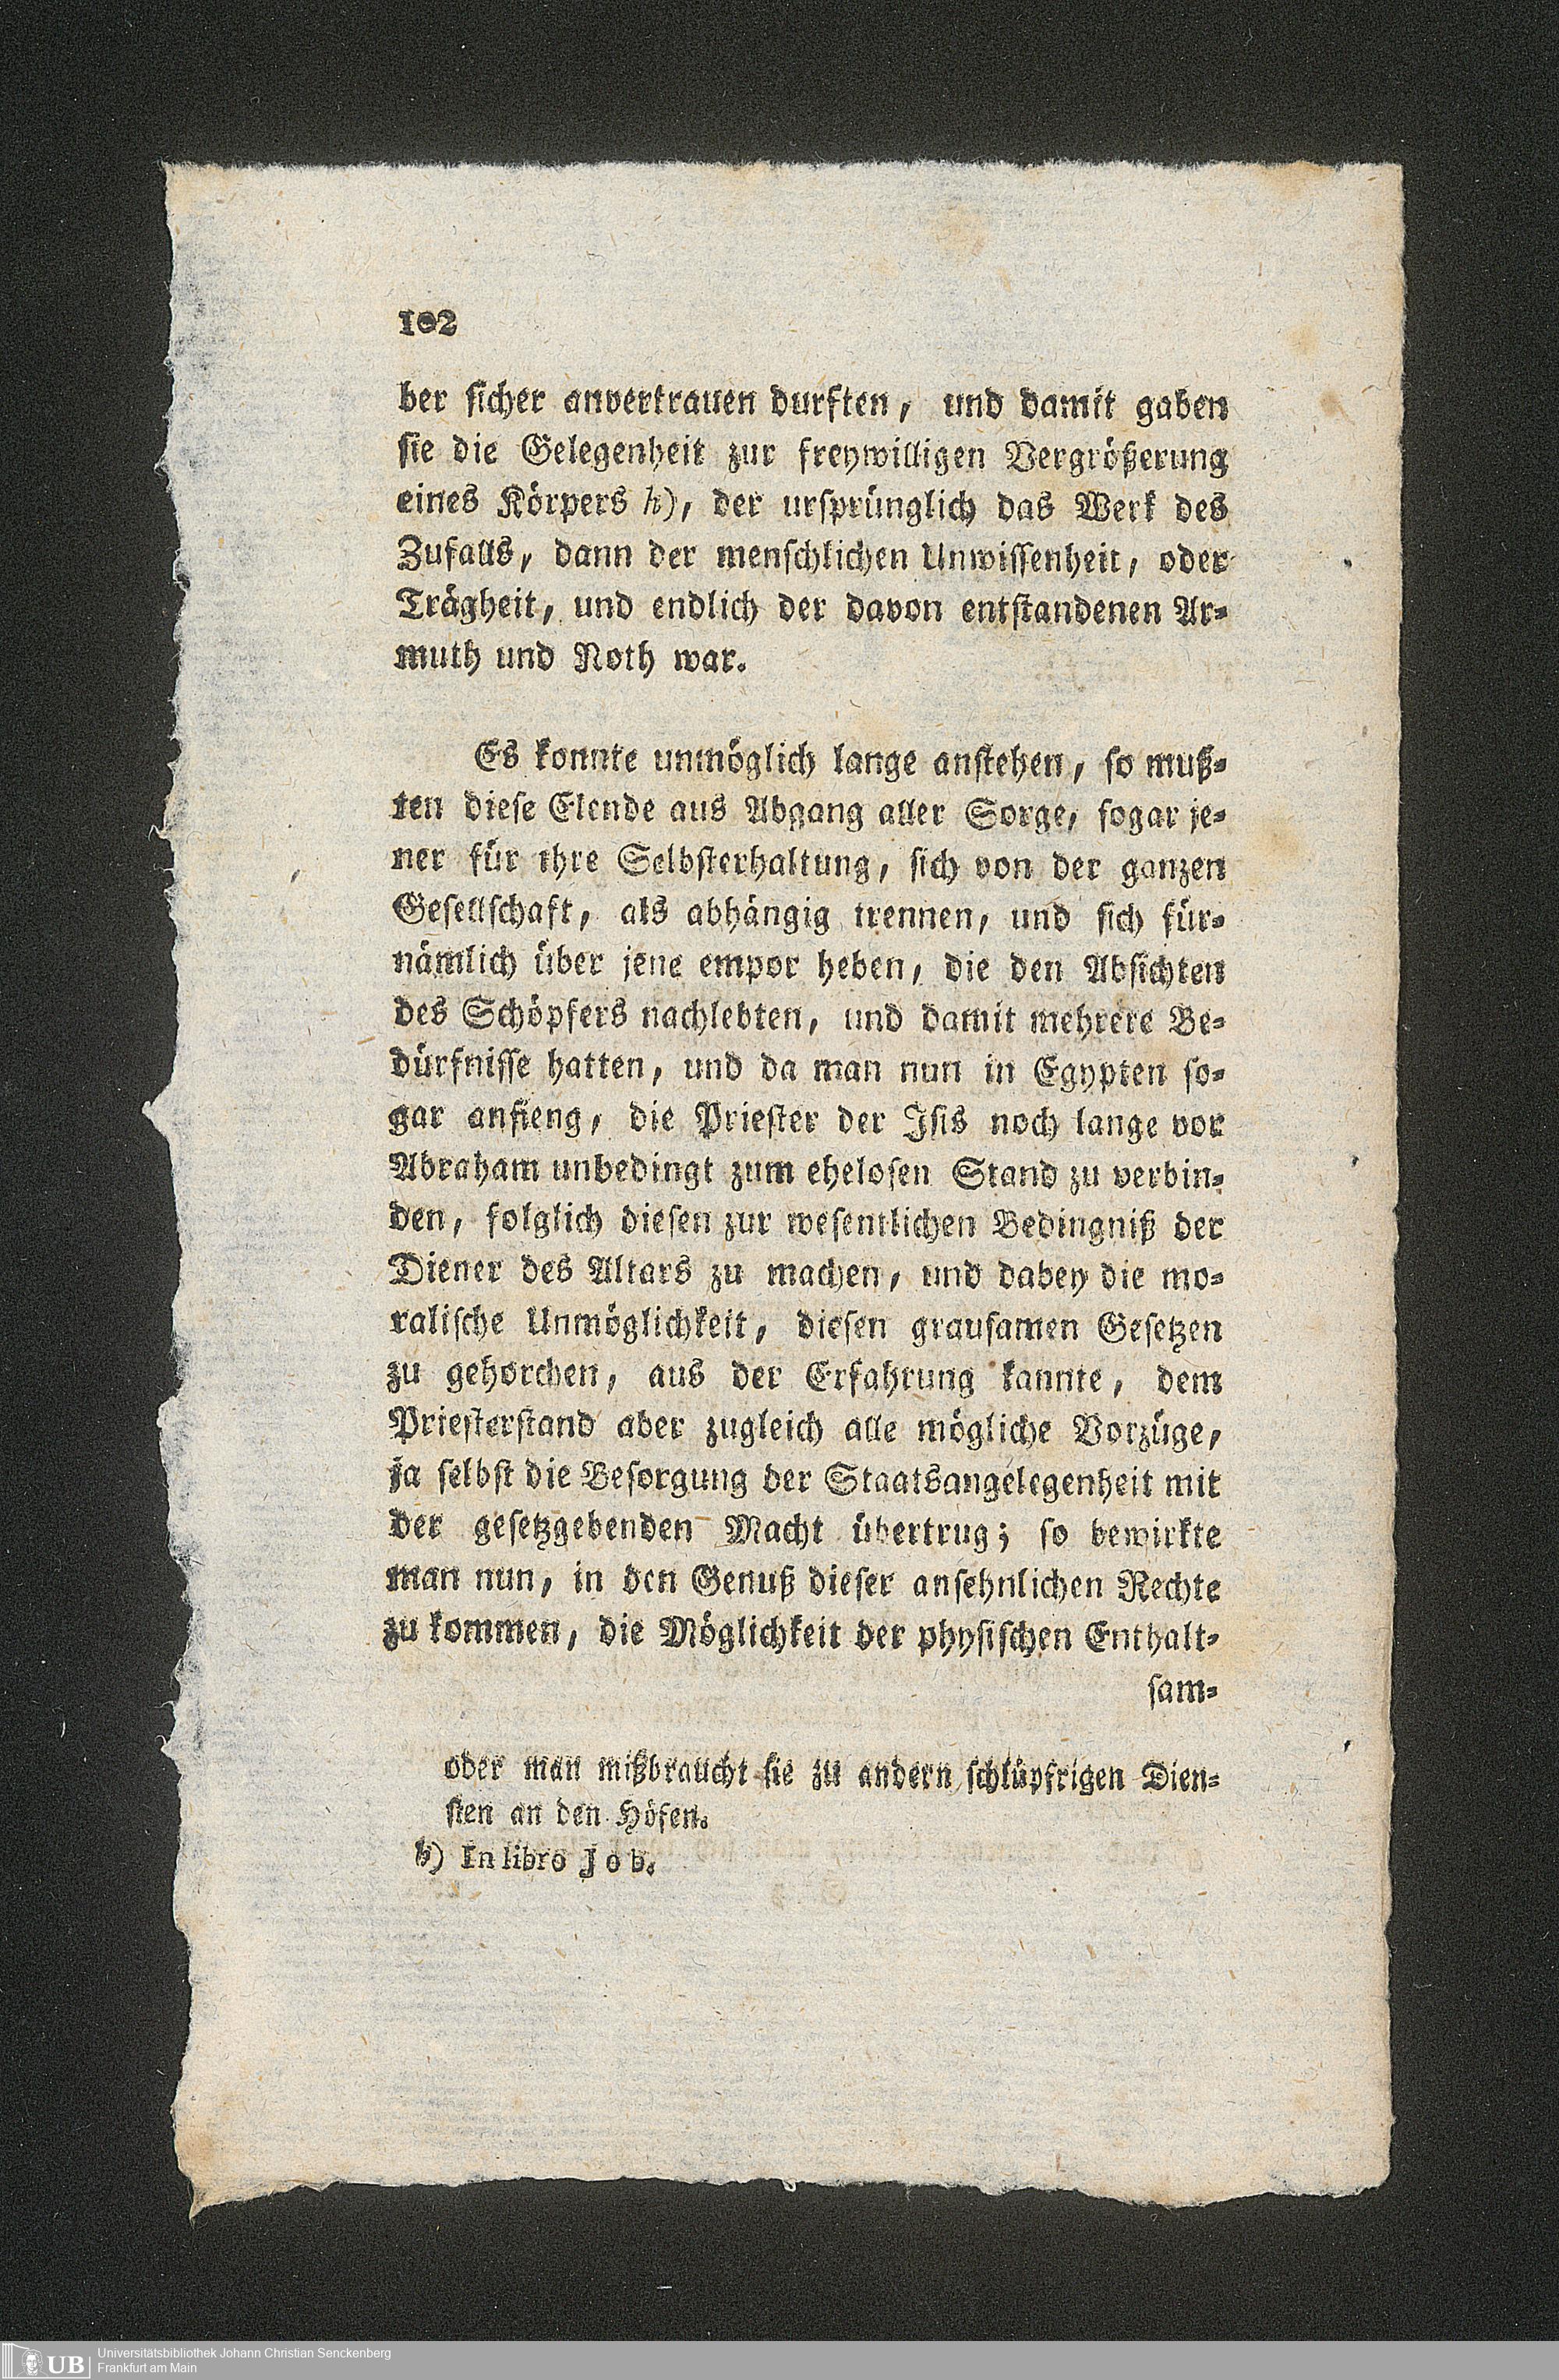 102
ber sicher anvertrauen durften, und damit gaben
sie die Gelegenheit zur freywilligen Vergrößerung
eines Körpers h), der ursprünglich das Werk des
Zufalls, dann der menschlichen Unwissenheit, oder
Trägheit, und endlich der davon entstandenen Ar-
muth und Noth war.
Es konnte unmöglich lange anstehen, so muß-
ten diese Elende aus Abgang aller Sorge, sogar je-
ner für ihre Selbsterhaltung, sich von der ganzen
Gesellschaft, als abhängig trennen, und sich für-
nämlich über jene empor heben, die den Absichten
des Schöpfers nachlebten, und damit mehrere Be-
dürfnisse hatten, und da man nun in Egypten so-
gar anfieng, die Priester der Isis noch lange vor
Abraham unbedingt zum ehelosen Stand zu verbin-
den, folglich diesen zur wesentlichen Bedingniß der
Diener des Altars zu machen, und dabey die mo-
ralische Unmöglichkeit, diesen grausamen Gesetzen
zu gehorchen, aus der Erfahrung kannte, dem
Priesterstand aber zugleich alle mögliche Vorzüge,
ja selbst die Besorgung der Staatsangelegenheit mit
der gesetzgebenden Macht übertrug; so bewirkte
man nun, in den Genuß dieser ansehnlichen Rechte
zu kommen, die Möglichkeit der physischen Enthalt-
sam-
oder man mißbraucht sie zu andern schlüpfrigen Dien-
sten an den Höfen.
h) In libro Job.
UB
Universitätsbibliothek Johann Christian Senckenberg
Frankfurt am Main